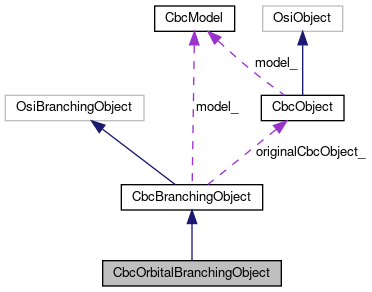 CbcModel
OsiObject
model_
OsiBranchingObject
model_
CbcObject
originalCbcObject_
CbcBranchingObject
CbcOrbitalBranchingObject